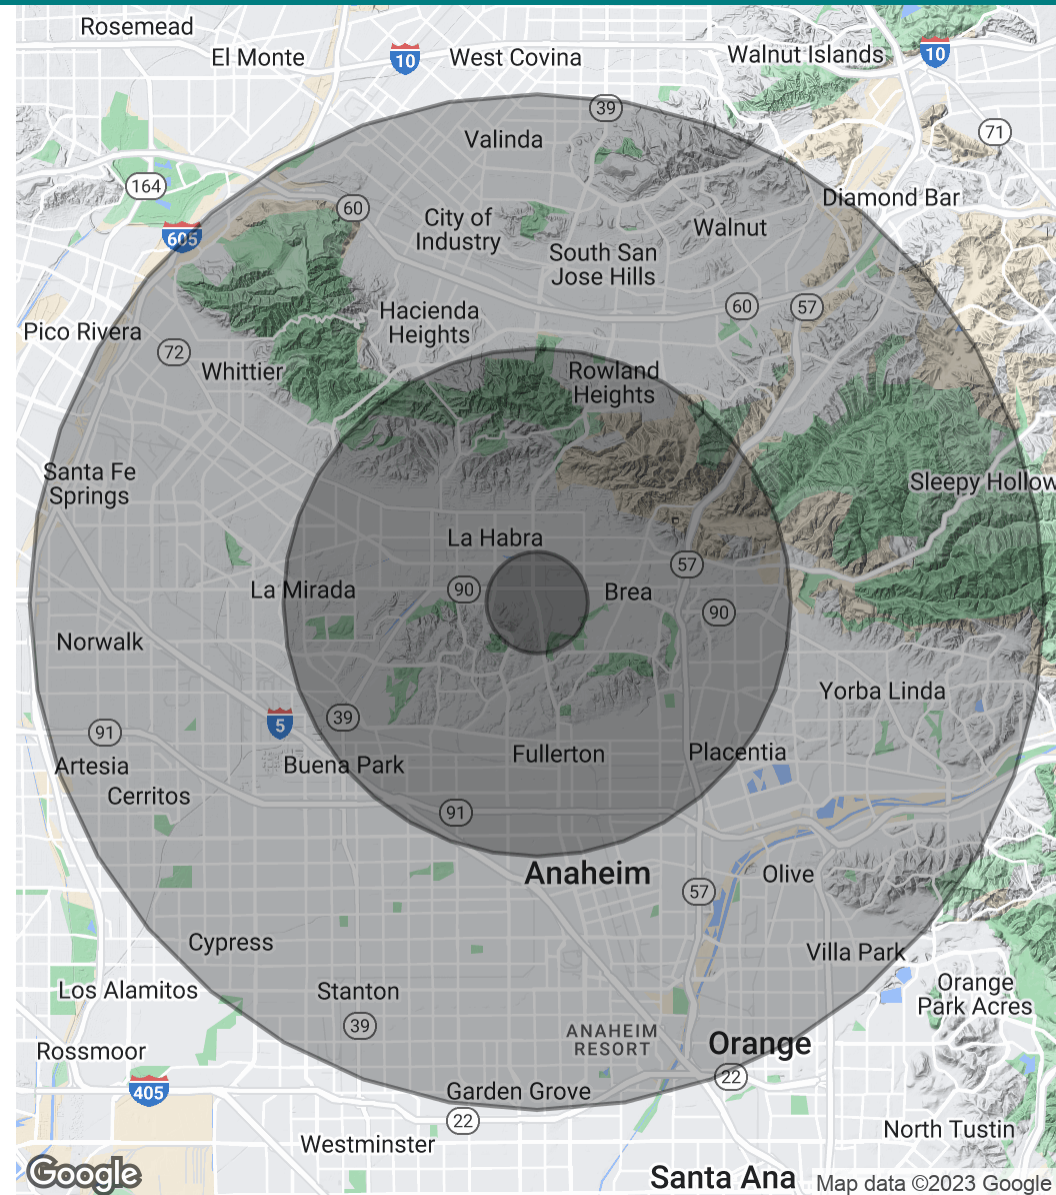 Rosemead
El Monte
10
West Covina
Walnut Islands
10
39
Valinda
71
164
60
Diamond Bar
City of
Industry
Walnut
605
South San
Jose Hills
60
57
Hacienda
Heights
Pico Rivera
72
Whittier
Rowland
Heights
Santa Fe
Springs
Sleepy Hollow
La Habra
57
La Mirada
90
Brea
90
Norwalk
Yorba Linda
5
39
91
Artesia
Buena Park
Fullerton
Placentia
Cerritos
91
Anaheim
Olive
57
Cypress
Villa Park
Los Alamitos
Stanton
Orange
Park Acres
39
ANAHEIM
RESORT
Orange
Rossmoor
22
405
Garden Grove
22
Westminster
North Tustin
Google
Santa Ana
Map data ©2023 Google